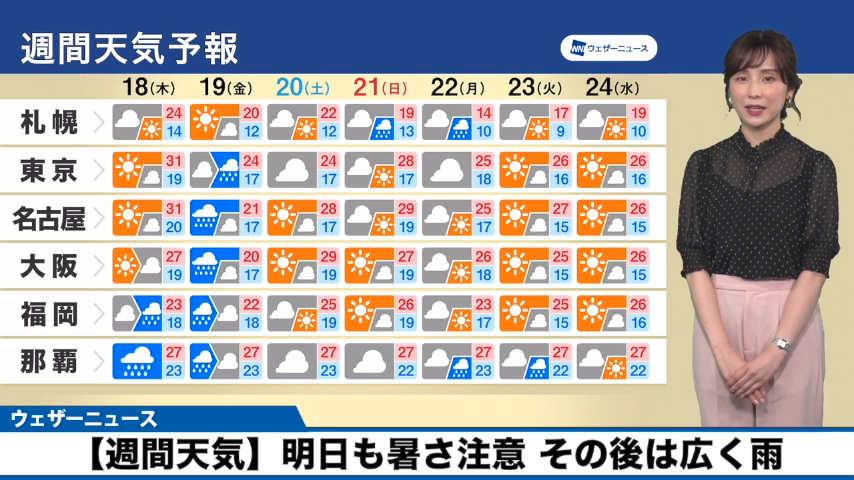 週間天気予報
WNI ウェザーニュース
18(木) 19(金) 20(土) 21(日) 22(月) 23(火) 24(水)
札幌 24 14 20 12 22 12 19 13 14 10 17 9 19 10
東京 31 19 24 17 24 17 28 17 25 18 26 16 26 16
名古屋 31 20 21 17 28 17 29 19 25 17 27 15 25 15
大阪 27 19 20 17 29 19 27 19 26 18 25 15 25 15
福岡 23 18 22 18 25 19 26 19 23 17 25 15 26 16
那覇 27 23 27 23 27 23 27 22 27 23 27 22 27 22
ウェザーニュース
【週間天気】明日も暑さ注意 その後は広く雨